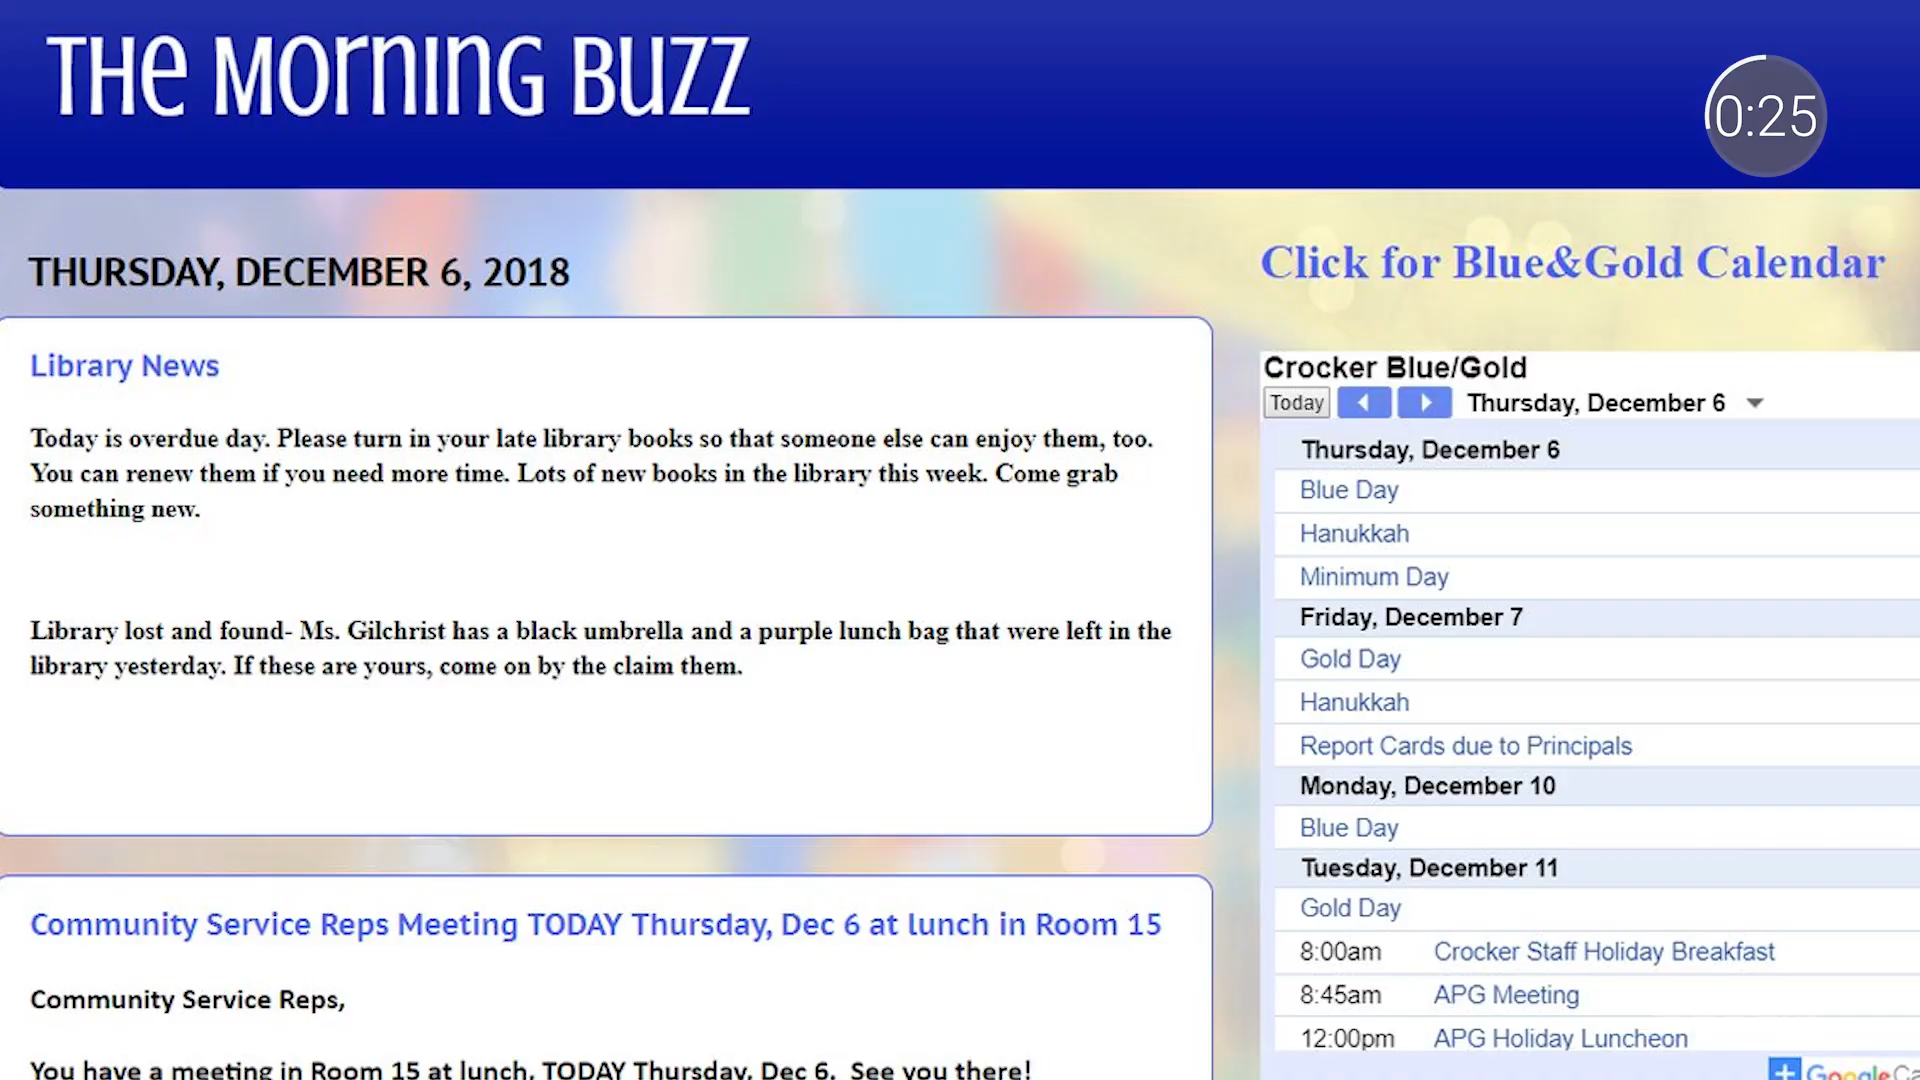 THE MORNING BUZZ
0:25
THURSDAY, DECEMBER 6, 2018
Library News
Today is overdue day. Please turn in your late library books so that someone else can enjoy them, too.
You can renew them if you need more time. Lots of new books in the library this week. Come grab
something new.
Library lost and found- Ms. Gilchrist has a black umbrella and a purple lunch bag that were left in the
library yesterday. If these are yours, come on by the claim them.
Community Service Reps Meeting TODAY Thursday, Dec 6 at lunch in Room 15
Community Service Reps,
You have a meeting in Room 15 at lunch, TODAY Thursday, Dec 6. See you there!
Click for Blue&Gold Calendar
Crocker Blue/Gold
Today Thursday, December 6
Thursday, December 6
Blue Day
Hanukkah
Minimum Day
Friday, December 7
Gold Day
Hanukkah
Report Cards due to Principals
Monday, December 10
Blue Day
Tuesday, December 11
Gold Day
8:00am Crocker Staff Holiday Breakfast
8:45am APG Meeting
12:00pm APG Holiday Luncheon
Google